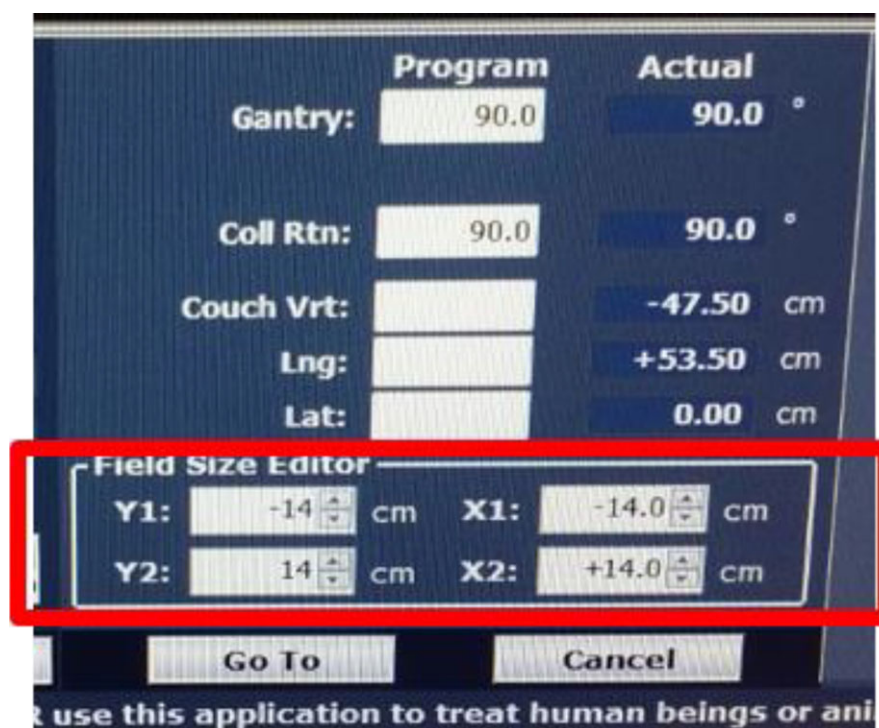 Program Actual
Gantry: 90.0 90.0 °
Coll Rtn: 90.0 90.0 °
Couch Vrt: -47.50 cm
Lng: +53.50 cm
Lat: 0.00 cm
Field Size Editor
Y1: -14 cm X1: -14.0 cm
Y2: 14 cm X2: +14.0 cm
Go To Cancel
use this application to treat human beings or ani